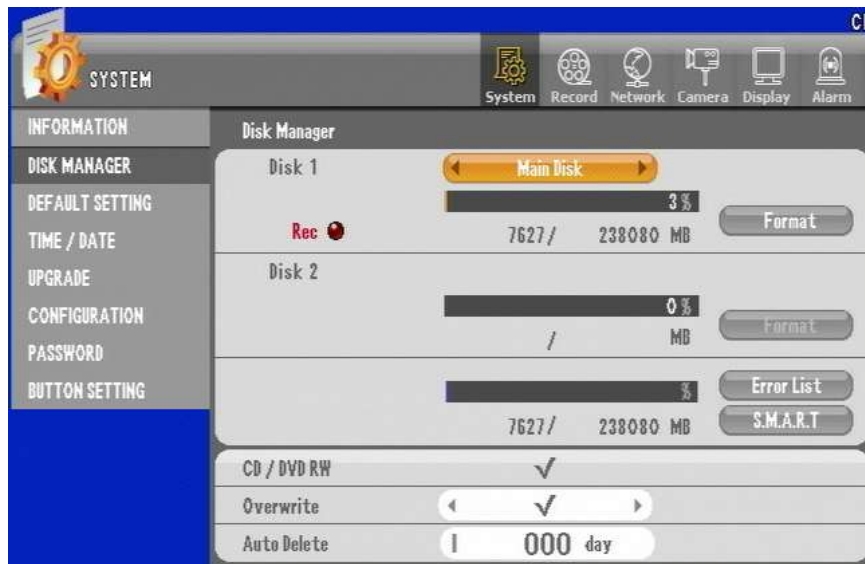 SYSTEM
System Record Network Camera Display Alarm
INFORMATION
DISK MANAGER
DEFAULT SETTING
TIME / DATE
UPGRADE
CONFIGURATION
PASSWORD
BUTTON SETTING
Disk Manager
Disk 1
Main Disk
3 %
Rec
7627 / 238080 MB
Format
Disk 2
0 %
/ MB
Format
%
7627 / 238080 MB
Error List
S.M.A.R.T
CD / DVD RW √
Overwrite √
Auto Delete 000 day